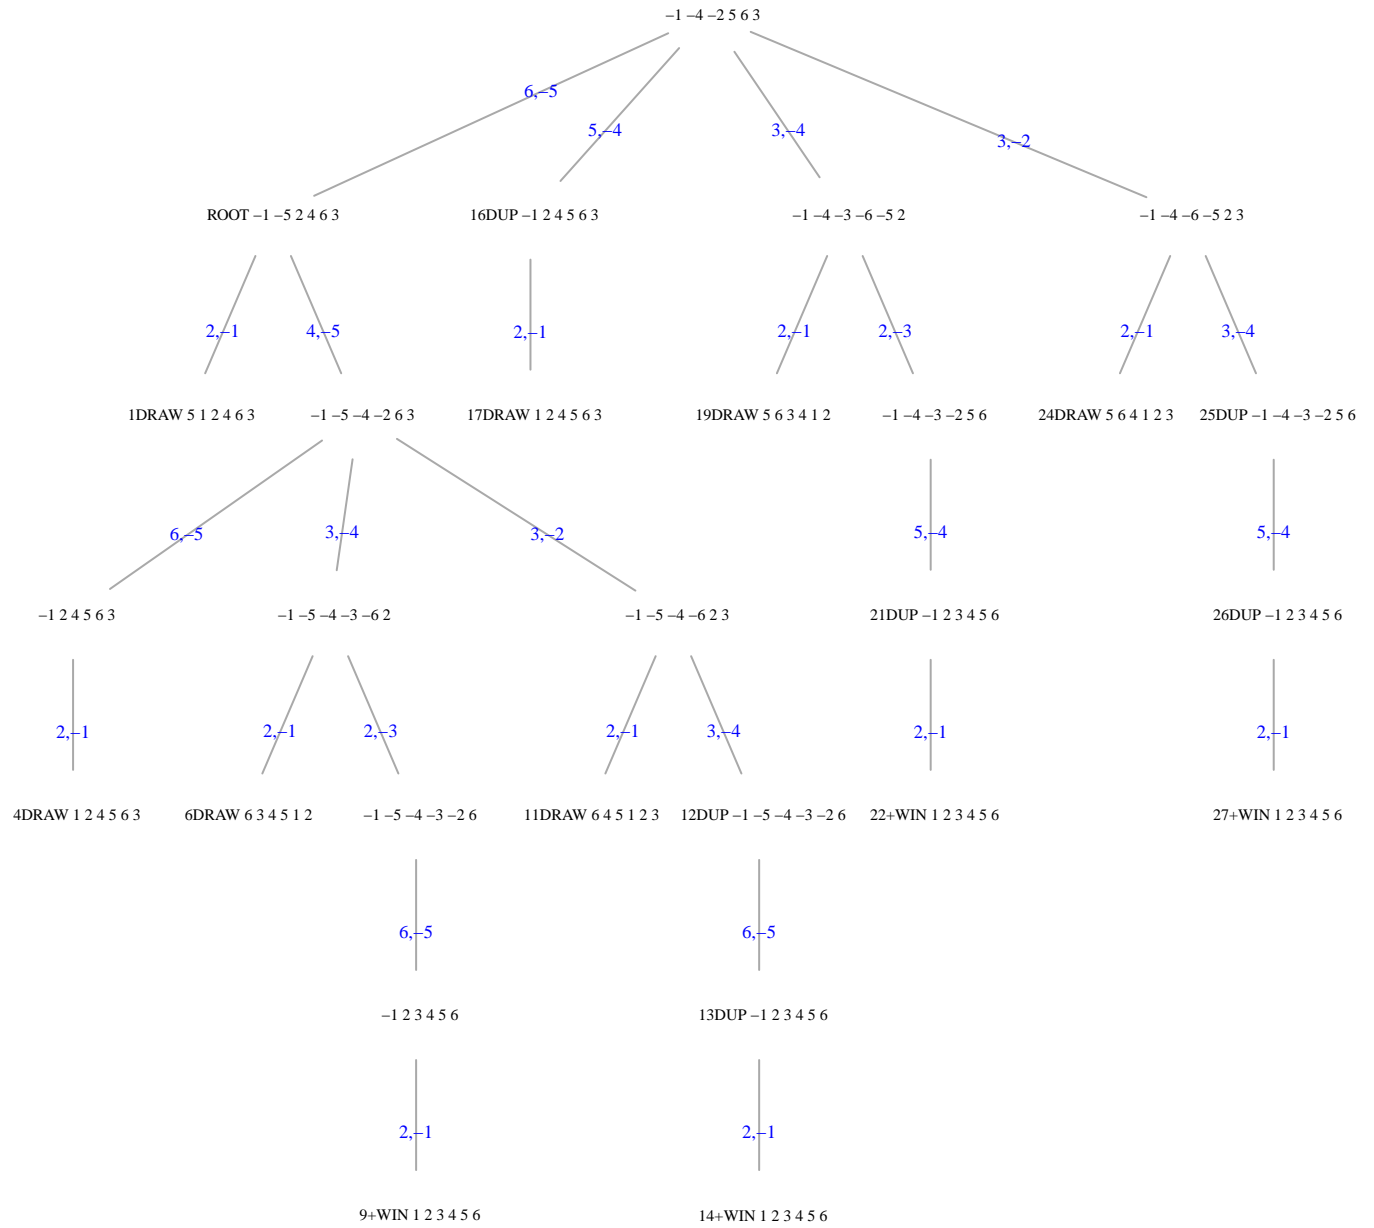 –1 –4 –2 5 6 3
6,–5
5,–4
3,–4
3,–2
ROOT –1 –5 2 4 6 3
16DUP –1 2 4 5 6 3
–1 –4 –3 –6 –5 2
–1 –4 –6 –5 2 3
2,–1
4,–5
2,–1
2,–1
2,–3
2,–1
3,–4
1DRAW 5 1 2 4 6 3
–1 –5 –4 –2 6 3
17DRAW 1 2 4 5 6 3
19DRAW 5 6 3 4 1 2
–1 –4 –3 –2 5 6
24DRAW 5 6 4 1 2 3
25DUP –1 –4 –3 –2 5 6
6,–5
3,–4
3,–2
5,–4
5,–4
–1 2 4 5 6 3
–1 –5 –4 –3 –6 2
–1 –5 –4 –6 2 3
21DUP –1 2 3 4 5 6
26DUP –1 2 3 4 5 6
2,–1
2,–1
2,–3
2,–1
3,–4
2,–1
2,–1
4DRAW 1 2 4 5 6 3
6DRAW 6 3 4 5 1 2
–1 –5 –4 –3 –2 6
11DRAW 6 4 5 1 2 3
12DUP –1 –5 –4 –3 –2 6
22+WIN 1 2 3 4 5 6
27+WIN 1 2 3 4 5 6
6,–5
6,–5
–1 2 3 4 5 6
13DUP –1 2 3 4 5 6
2,–1
2,–1
9+WIN 1 2 3 4 5 6
14+WIN 1 2 3 4 5 6